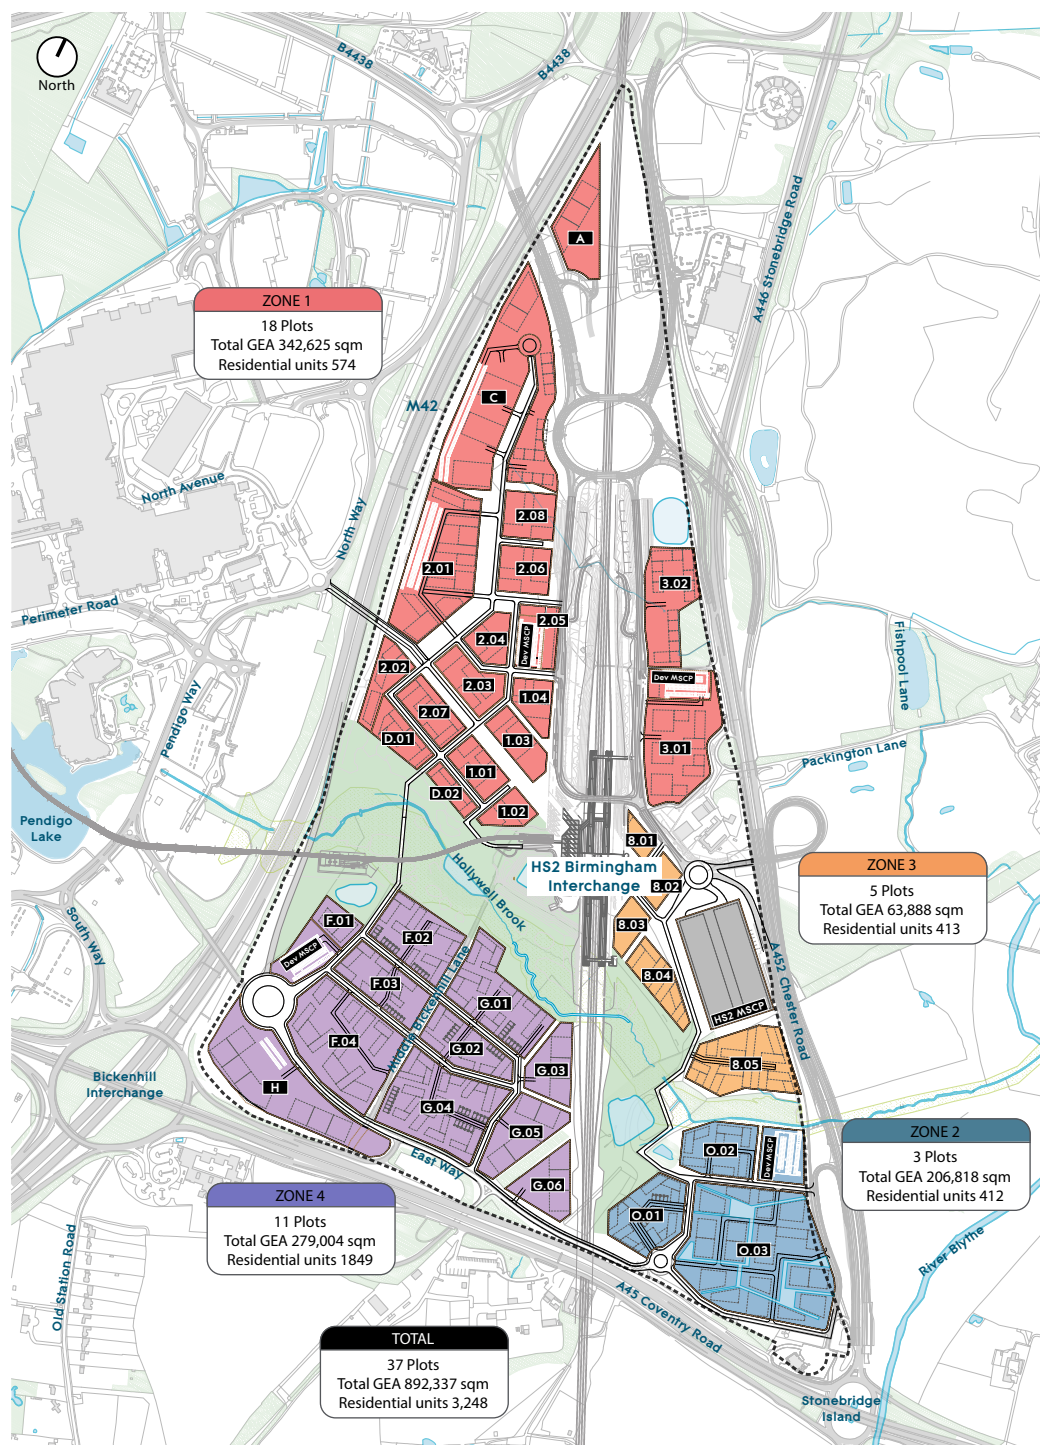 North
B4438
B4438
A446 Stonebridge Road
A
ZONE 1
18 Plots
Total GEA 342,625 sqm
Residential units 574
M42
C
North Avenue
North Way
2.08
2.01
2.06
3.02
Perimeter Road
2.05
2.04
Dev MSCP
Fishpool Lane
2.02
2.03
Dev MSCP
1.04
Pendigo Way
2.07
D.01
1.03
3.01
Packington Lane
1.01
D.02
1.02
Pendigo
Lake
8.01
HS2 Birmingham
Interchange
8.02
Hollywell Brook
ZONE 3
5 Plots
Total GEA 63,888 sqm
Residential units 413
South Way
F.01
F.02
8.03
Dev MSCP
F.03
8.04
A452 Chester Road
Middle Bickenhill Lane
G.01
HS2 MSCP
F.04
G.02
8.05
G.03
Bickenhill
Interchange
H
G.04
G.05
East Way
G.06
O.02
Dev MSCP
ZONE 2
3 Plots
Total GEA 206,818 sqm
Residential units 412
ZONE 4
11 Plots
Total GEA 279,004 sqm
Residential units 1849
O.01
O.03
River Blythe
Old Station Road
A45 Coventry Road
TOTAL
37 Plots
Total GEA 892,337 sqm
Residential units 3,248
Stonebridge
Island